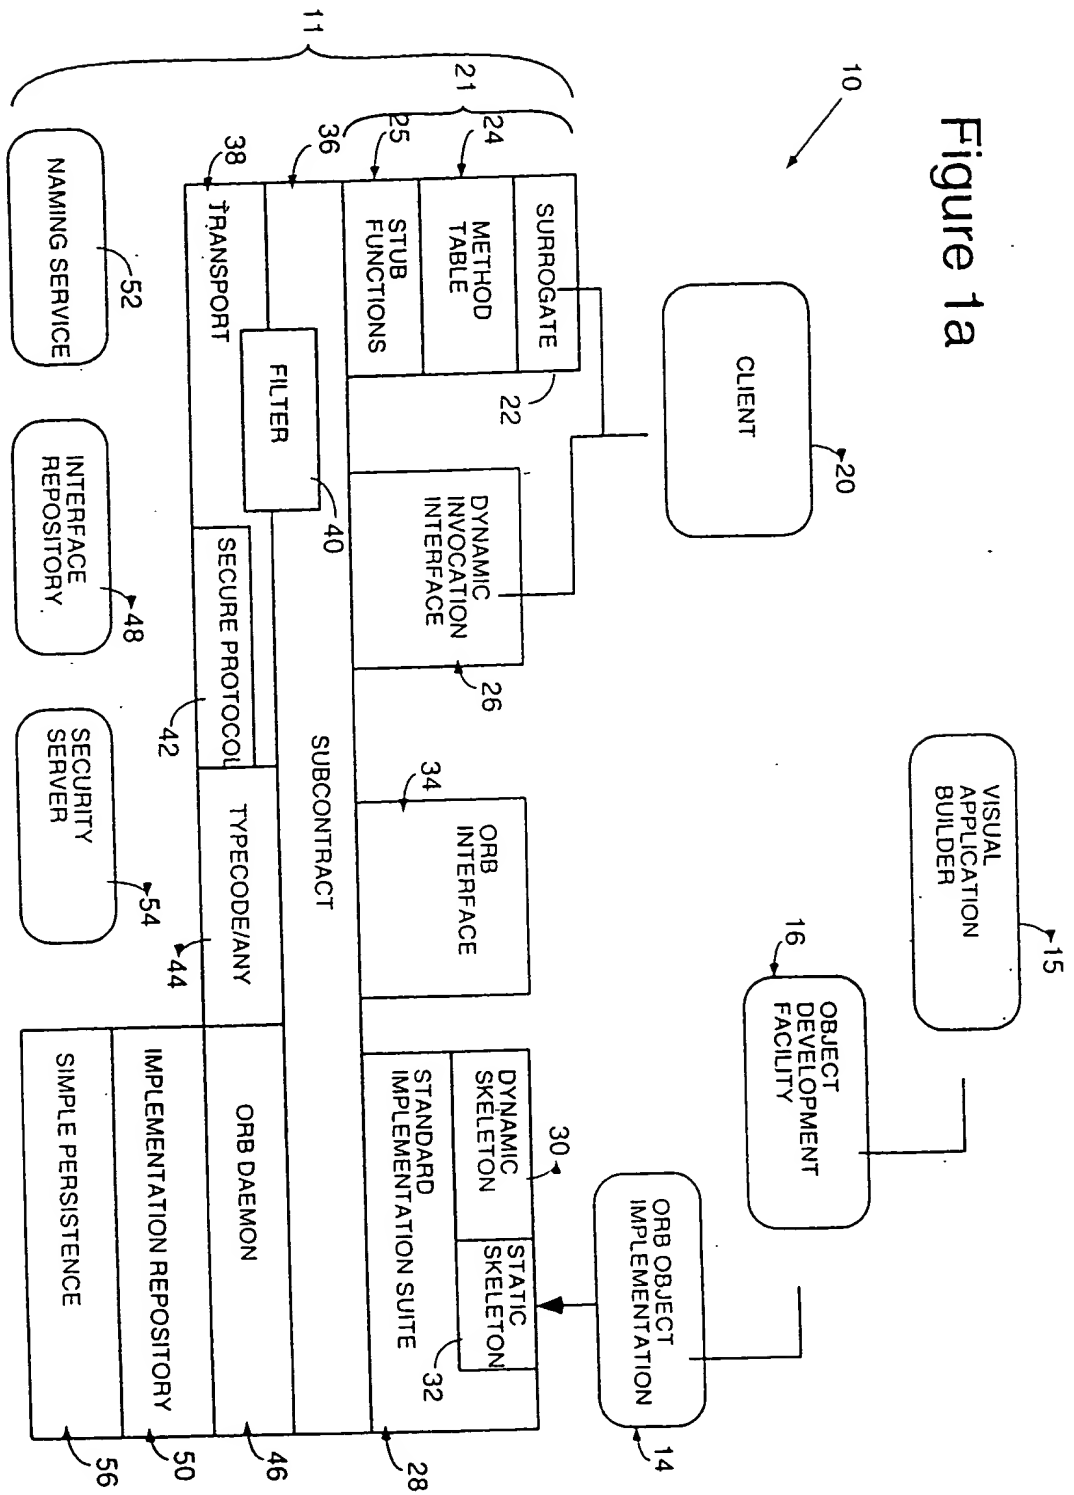 Figure 1a
10
VISUAL
APPLICATION
BUILDER
15
16
OBJECT
DEVELOPMENT
FACILITY
CLIENT
20
ORB OBJECT
IMPLEMENTATION
14
11
21
SURROGATE
22
24
METHOD
TABLE
25
STUB
FUNCTIONS
DYNAMIC
INVOCATION
INTERFACE
26
34
ORB
INTERFACE
30
DYNAMIC
SKELETON
STATIC
SKELETON
32
STANDARD
IMPLEMENTATION SUITE
28
36
SUBCONTRACT
FILTER
40
38
TRANSPORT
SECURE PROTOCOL
42
TYPECODE/ANY
44
ORB DAEMON
46
IMPLEMENTATION REPOSITORY
50
SIMPLE PERSISTENCE
56
NAMING SERVICE
52
INTERFACE
REPOSITORY
48
SECURITY
SERVER
54